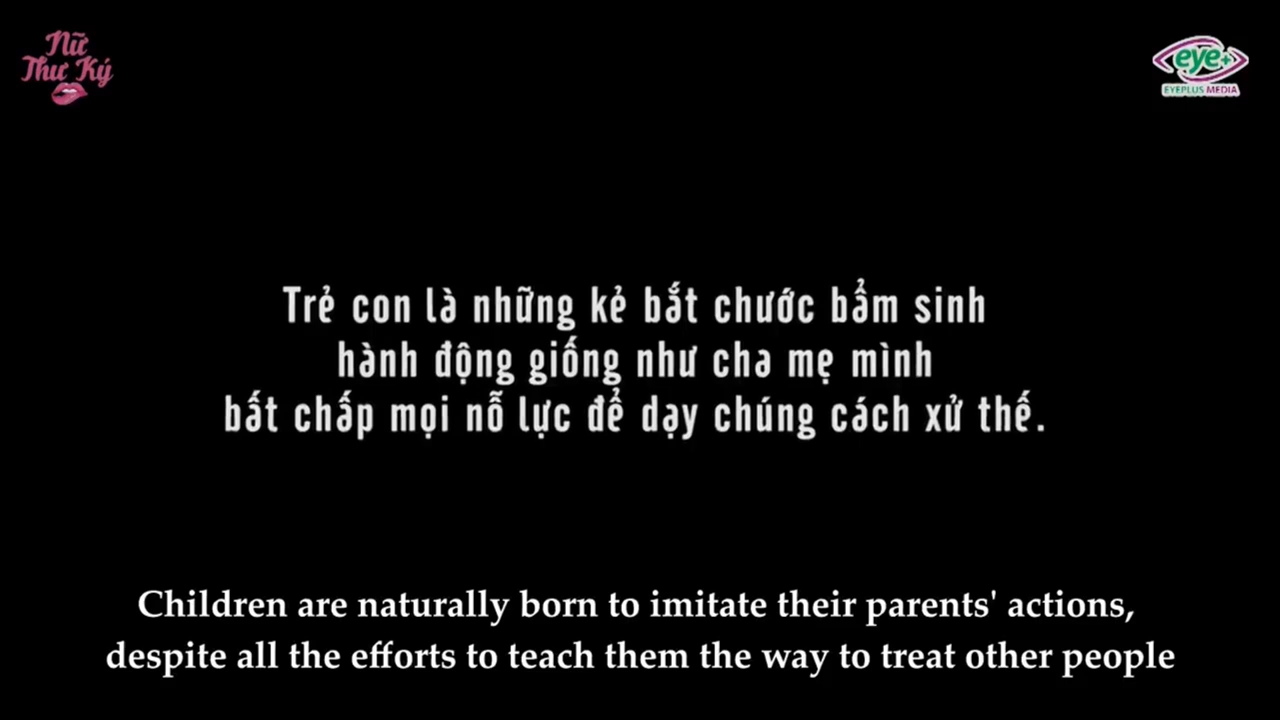 Nữ
Thư Ký
eye+
EYEPLUS MEDIA
Trẻ con là những kẻ bắt chước bẩm sinh
hành động giống như cha mẹ mình
bất chấp mọi nỗ lực để dạy chúng cách xử thế.
Children are naturally born to imitate their parents' actions,
despite all the efforts to teach them the way to treat other people